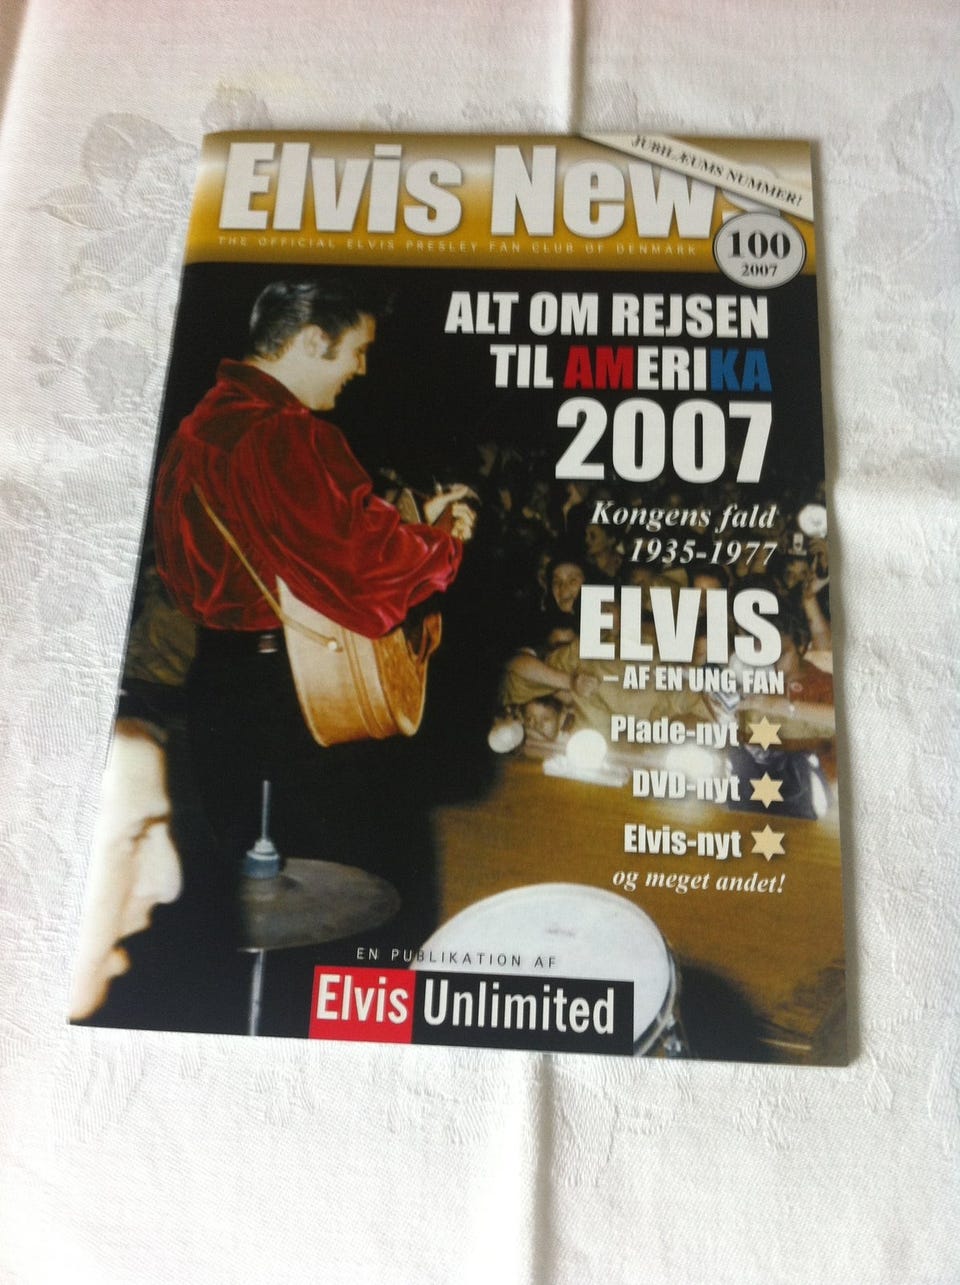 Elvis News
JUBILÆUMS NUMMER!
THE OFFICIAL ELVIS PRESLEY FAN CLUB OF DENMARK
100
2007
ALT OM REJSEN
TIL AMERIKA
2007
Kongens fald
1935-1977
ELVIS
– AF EN UNG FAN
Plade-nyt
DVD-nyt
Elvis-nyt
og meget andet!
EN PUBLIKATION AF
Elvis Unlimited